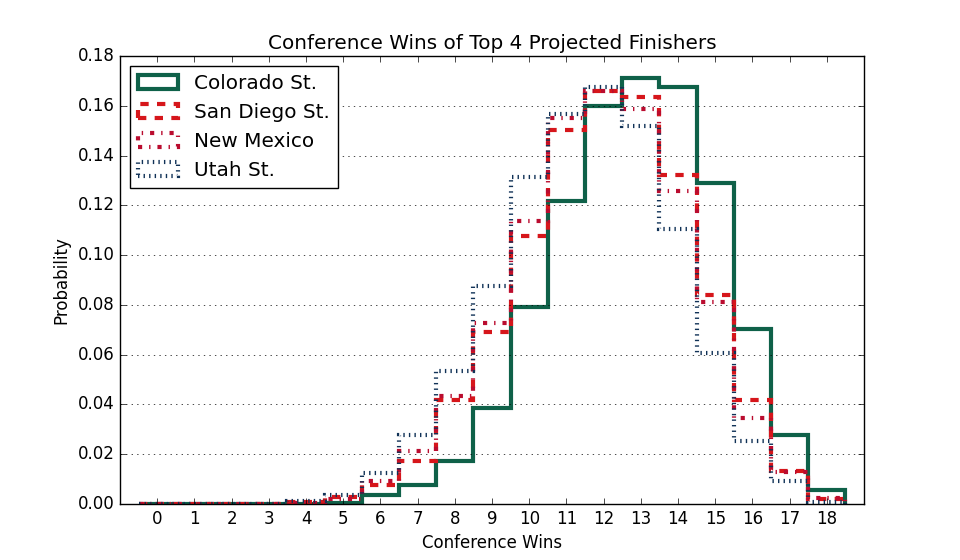 Conference Wins of Top 4 Projected Finishers
0.18
0.16
0.14
0.12
0.10
0.08
0.06
0.04
0.02
0.00
Probability
Colorado St.
San Diego St.
New Mexico
Utah St.
0 1 2 3 4 5 6 7 8 9 10 11 12 13 14 15 16 17 18
Conference Wins